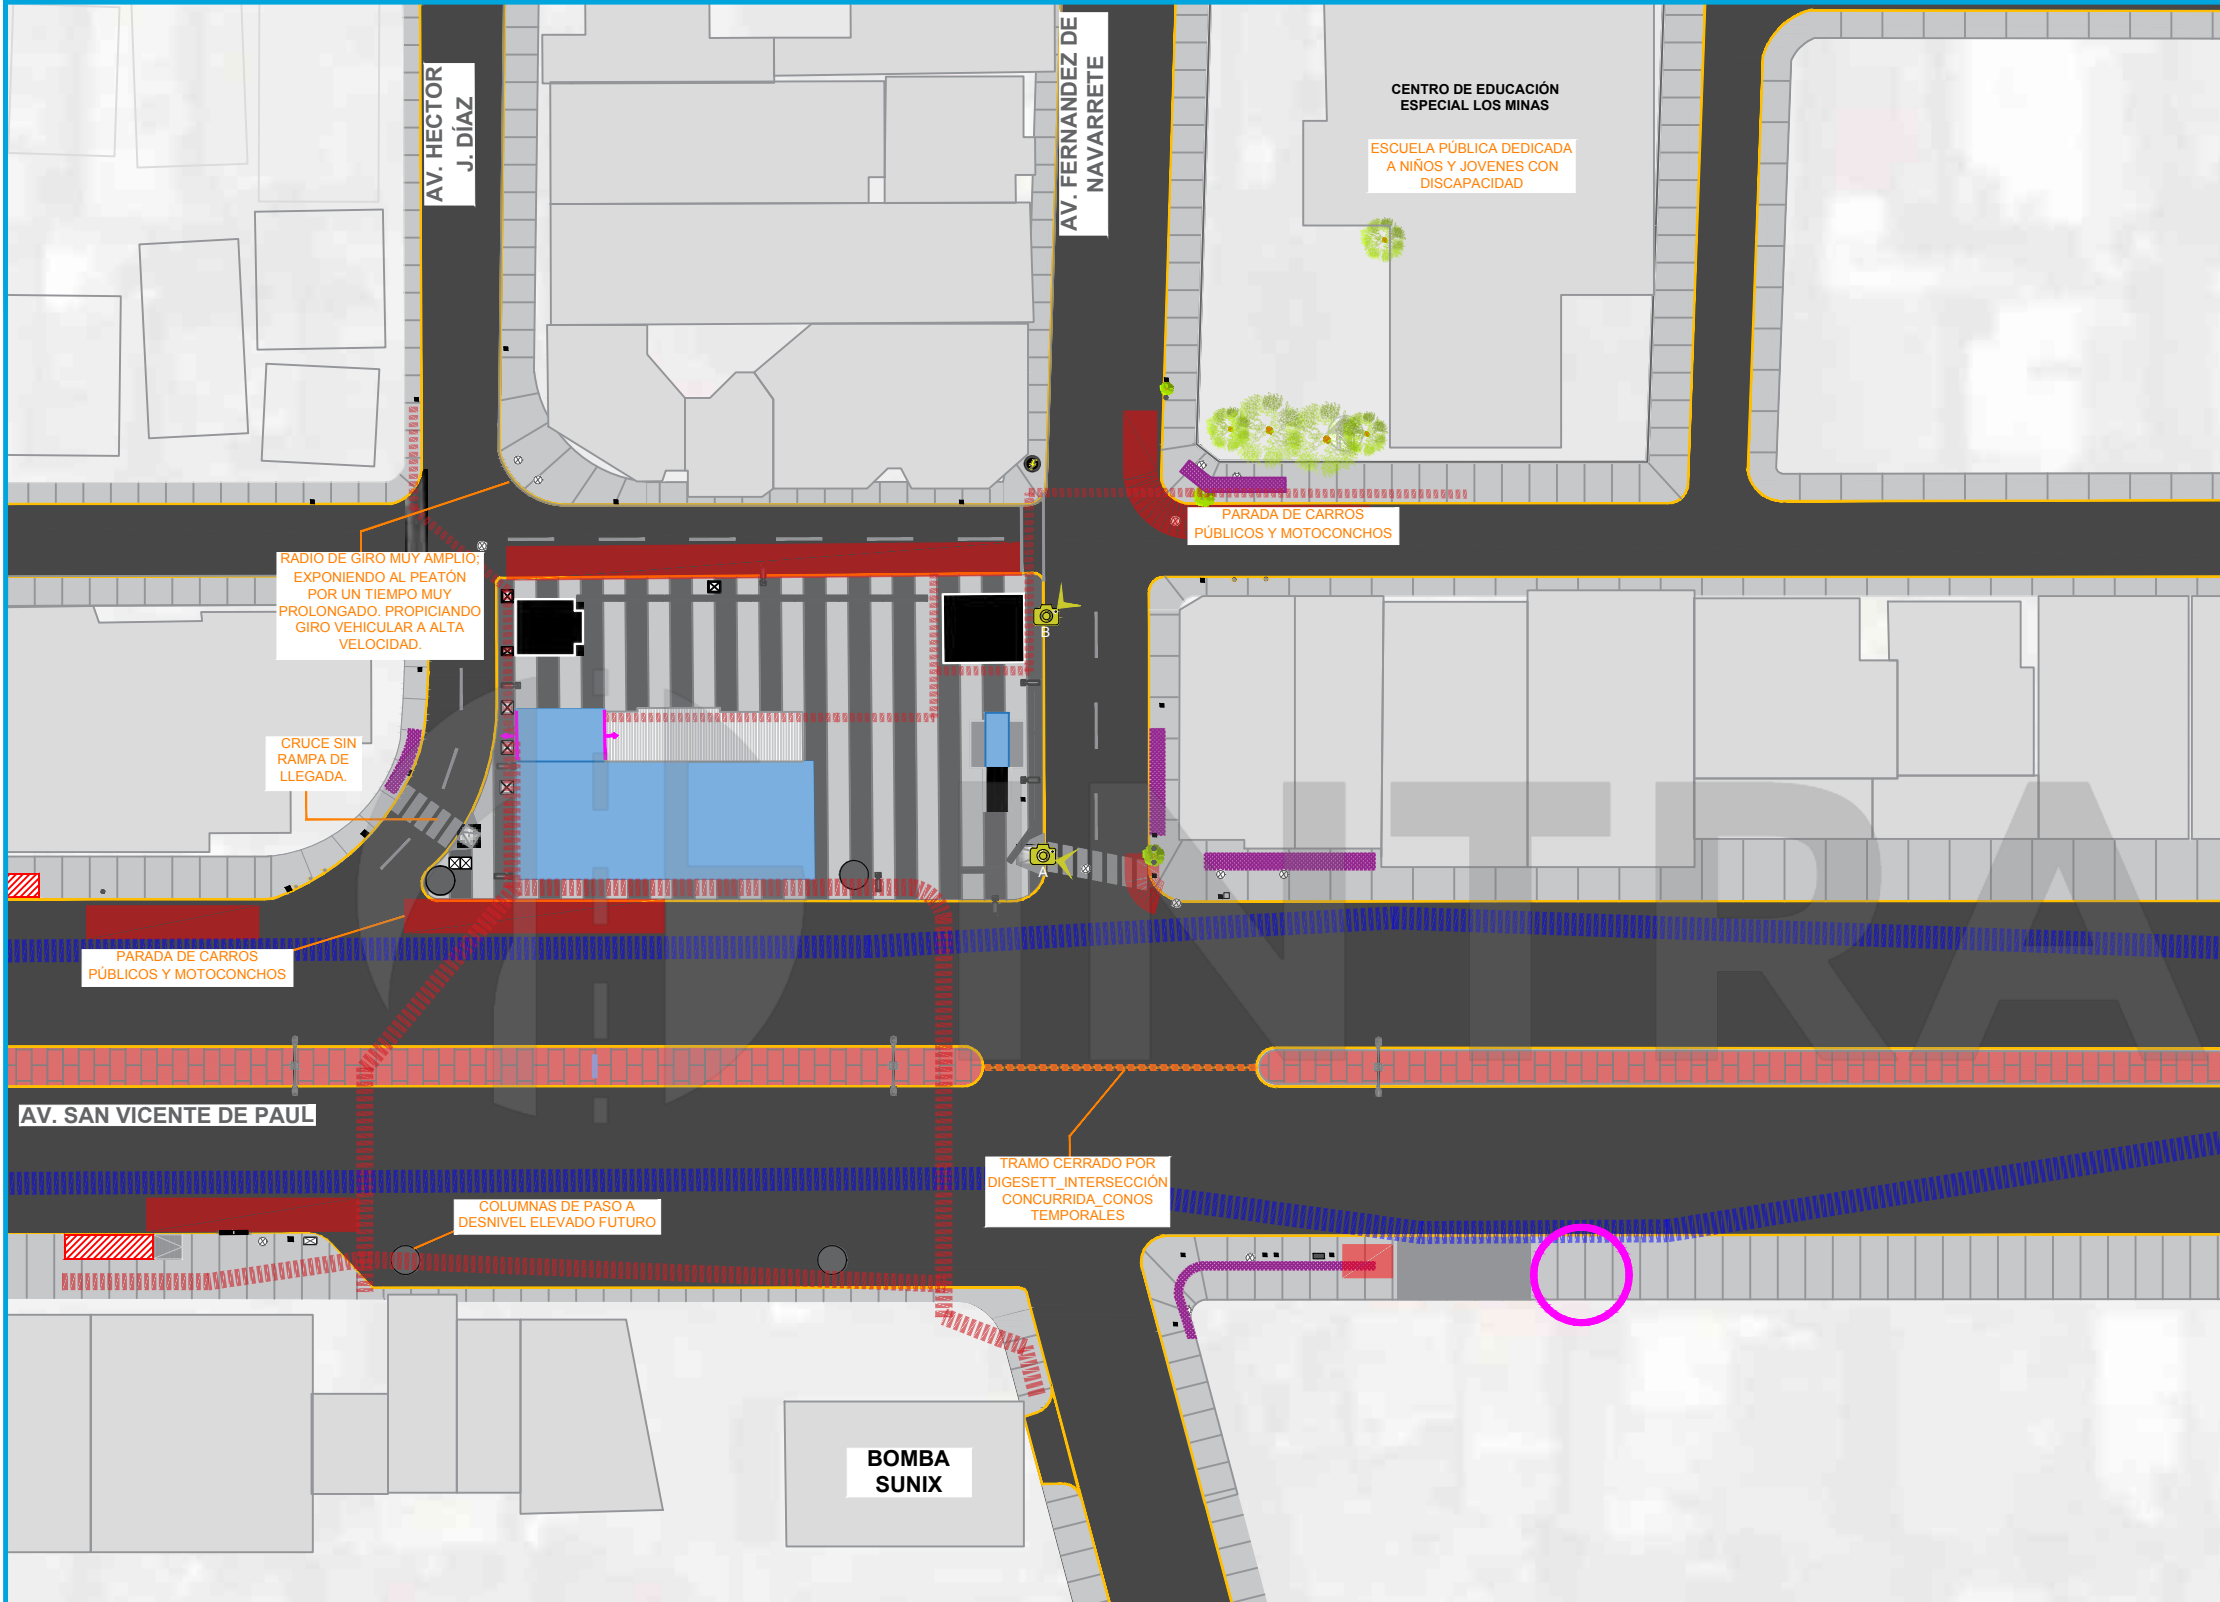 AV. HECTOR
J. DÍAZ
AV. FERNANDEZ DE
NAVARRETE
CENTRO DE EDUCACIÓN
ESPECIAL LOS MINAS
ESCUELA PÚBLICA DEDICADA
A NIÑOS Y JOVENES CON
DISCAPACIDAD
PARADA DE CARROS
PÚBLICOS Y MOTOCONCHOS
RADIO DE GIRO MUY AMPLIO;
EXPONIENDO AL PEATÓN
POR UN TIEMPO MUY
PROLONGADO. PROPICIANDO
GIRO VEHICULAR A ALTA
VELOCIDAD.
B
CRUCE SIN
RAMPA DE
LLEGADA.
A
INTRA
PARADA DE CARROS
PÚBLICOS Y MOTOCONCHOS
AV. SAN VICENTE DE PAUL
TRAMO CERRADO POR
DIGESETT_INTERSECCIÓN
CONCURRIDA_CONOS
TEMPORALES
COLUMNAS DE PASO A
DESNIVEL ELEVADO FUTURO
BOMBA
SUNIX